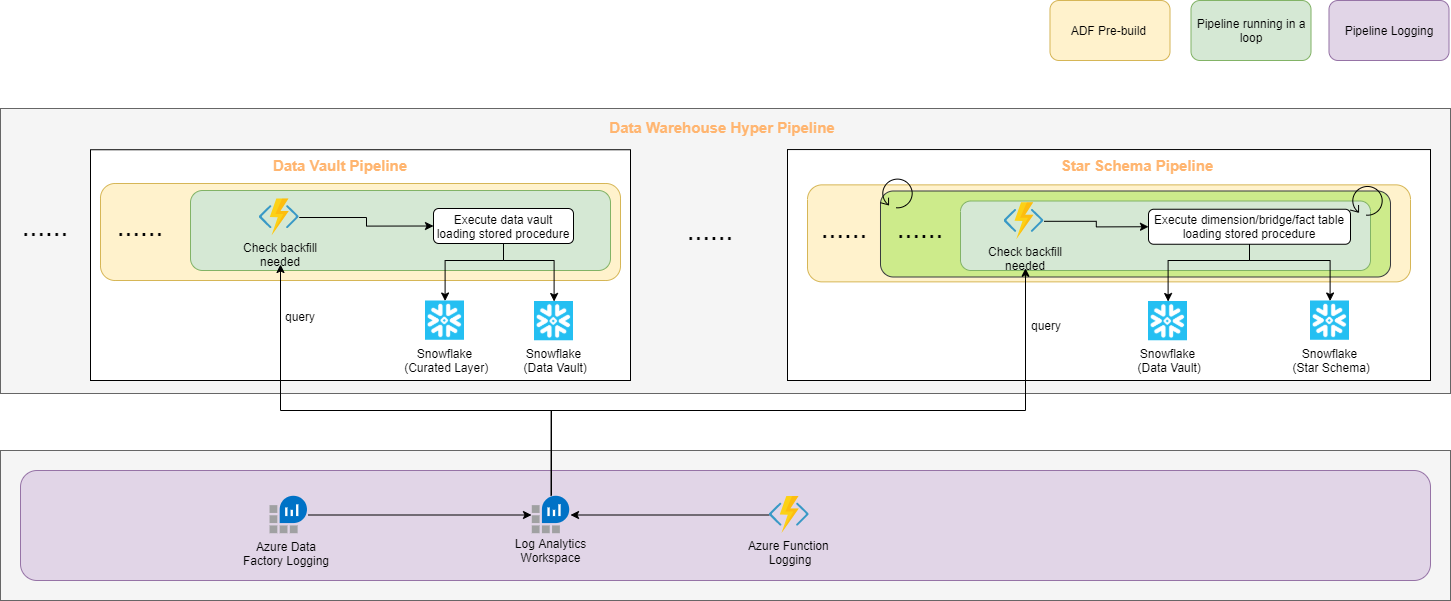 ADF Pre-build
Pipeline running in a
loop
Pipeline Logging
Data Warehouse Hyper Pipeline
Data Vault Pipeline
Star Schema Pipeline
......
......
Check backfill
needed
Execute data vault
loading stored procedure
......
......
......
Check backfill
needed
Execute dimension/bridge/fact table
loading stored procedure
query
Snowflake
(Curated Layer)
Snowflake
(Data Vault)
query
Snowflake
(Data Vault)
Snowflake
(Star Schema)
Azure Data
Factory Logging
Log Analytics
Workspace
Azure Function
Logging